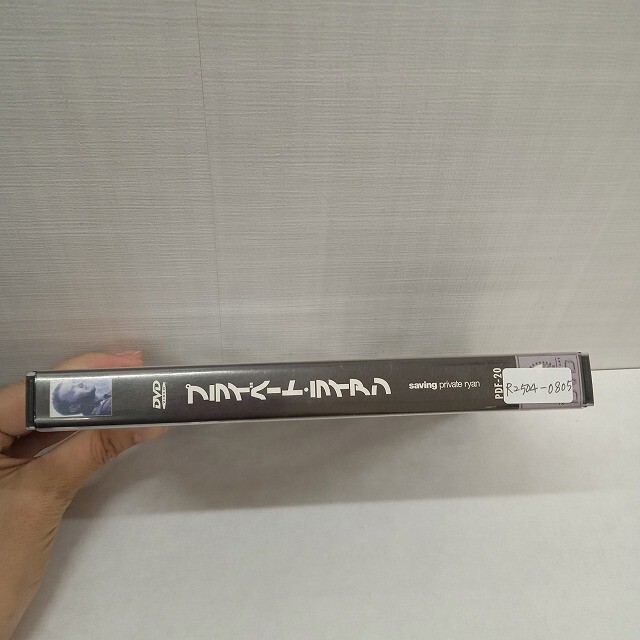 DVD
プライベート・ライアン
saving private ryan
PDF-20
R2504-0805